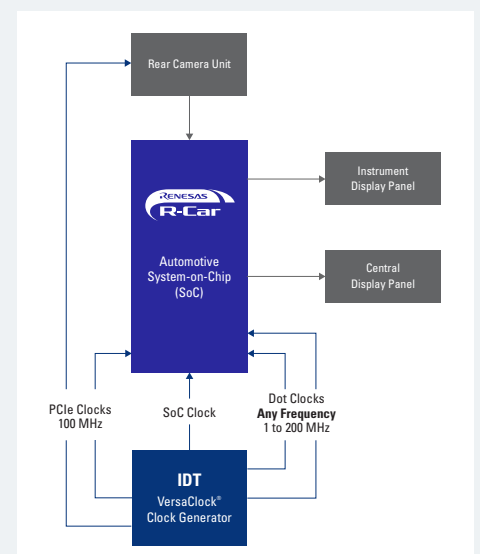 Rear Camera Unit
RENESAS
R-Car
Automotive
System-on-Chip
(SoC)
Instrument
Display Panel
Central
Display Panel
PCIe Clocks
100 MHz
SoC Clock
Dot Clocks
Any Frequency
1 to 200 MHz
IDT
VersaClock®
Clock Generator